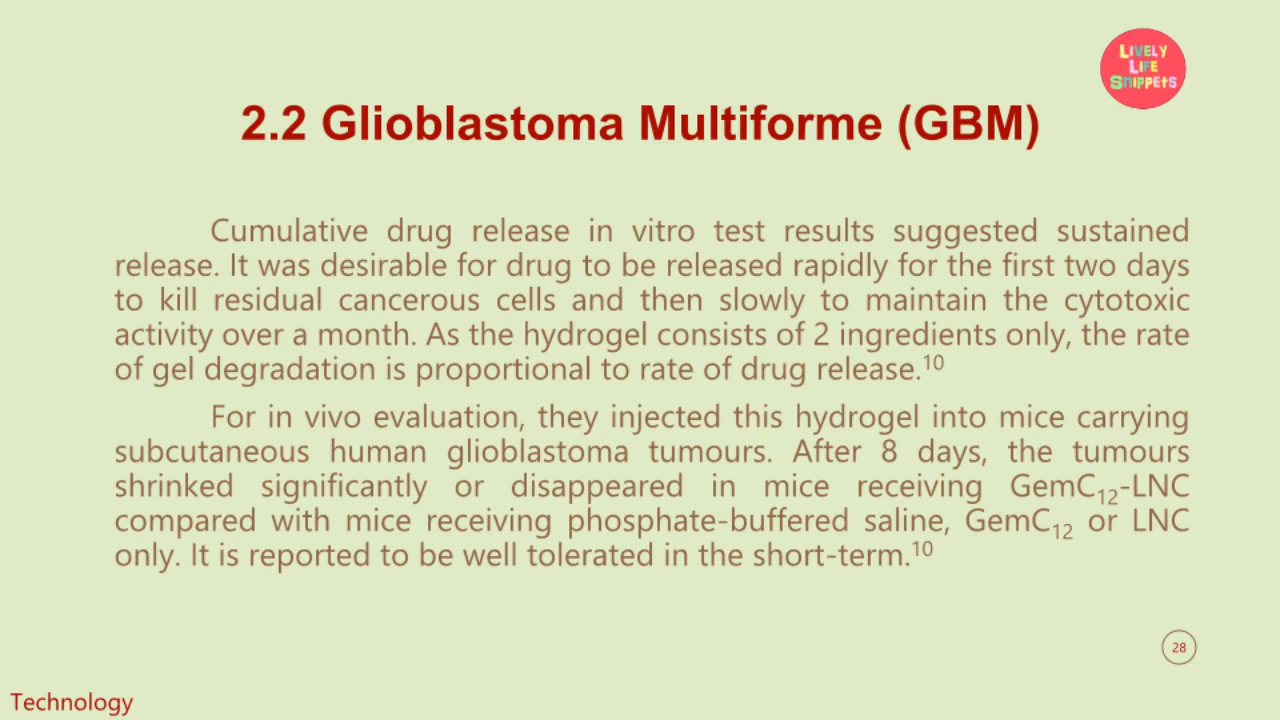 LIVELY
LIFE
SNIPPETS
2.2 Glioblastoma Multiforme (GBM)
Cumulative drug release in vitro test results suggested sustained
release. It was desirable for drug to be released rapidly for the first two days
to kill residual cancerous cells and then slowly to maintain the cytotoxic
activity over a month. As the hydrogel consists of 2 ingredients only, the rate
of gel degradation is proportional to rate of drug release.¹⁰
For in vivo evaluation, they injected this hydrogel into mice carrying
subcutaneous human glioblastoma tumours. After 8 days, the tumours
shrinked significantly or disappeared in mice receiving GemC₁₂-LNC
compared with mice receiving phosphate-buffered saline, GemC₁₂ or LNC
only. It is reported to be well tolerated in the short-term.¹⁰
28
Technology